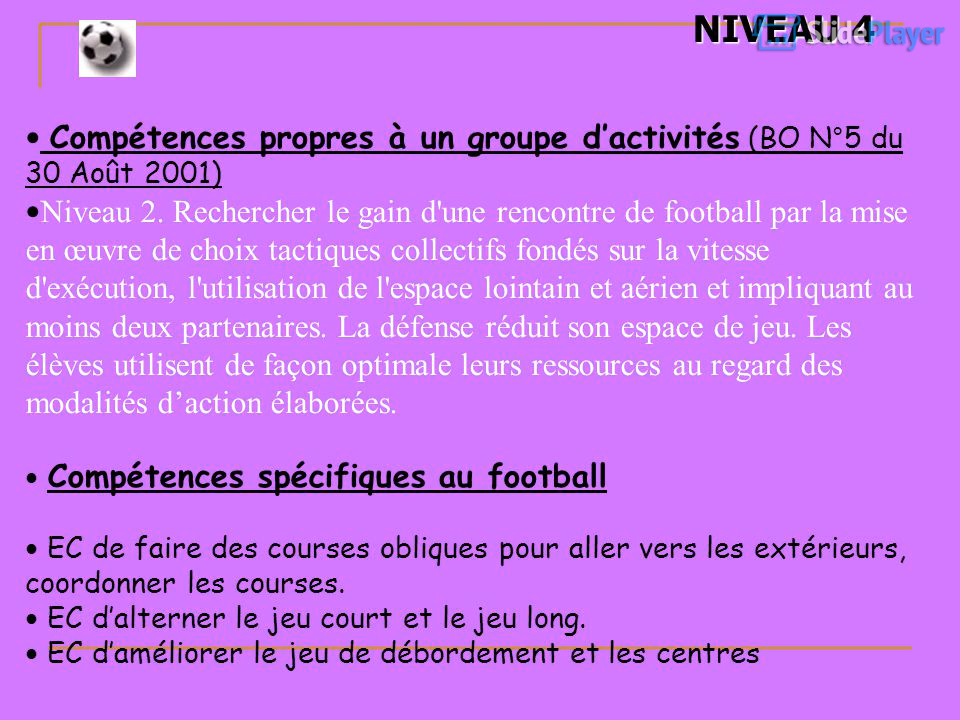 NIVEAU 4
SlidePlayer
• Compétences propres à un groupe d’activités (BO N°5 du
30 Août 2001)
•Niveau 2. Rechercher le gain d'une rencontre de football par la mise
en œuvre de choix tactiques collectifs fondés sur la vitesse
d'exécution, l'utilisation de l'espace lointain et aérien et impliquant au
moins deux partenaires. La défense réduit son espace de jeu. Les
élèves utilisent de façon optimale leurs ressources au regard des
modalités d’action élaborées.
• Compétences spécifiques au football
• EC de faire des courses obliques pour aller vers les extérieurs,
coordonner les courses.
• EC d’alterner le jeu court et le jeu long.
• EC d’améliorer le jeu de débordement et les centres